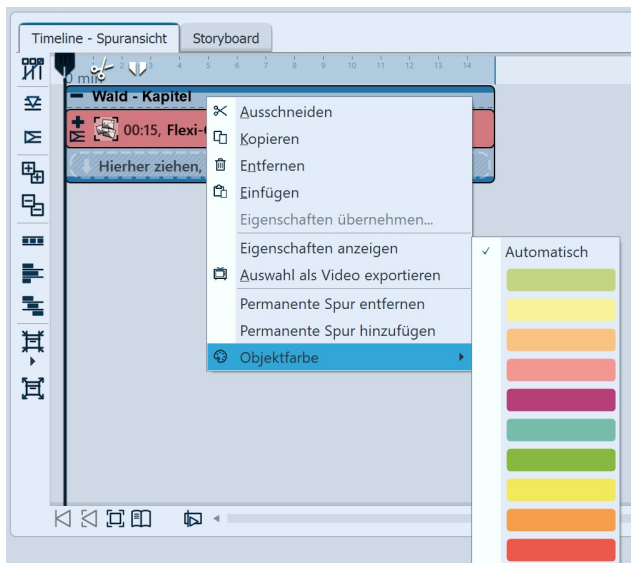 Timeline - Spuransicht
Storyboard
0 min
2 3 4 5 6 7 8 9 10 11 12 13 14
Wald - Kapitel
00:15, Flexi-
Hierher ziehen,
Ausschneiden
Kopieren
Entfernen
Einfügen
Eigenschaften übernehmen...
Eigenschaften anzeigen
Auswahl als Video exportieren
Permanente Spur entfernen
Permanente Spur hinzufügen
Objektfarbe
Automatisch